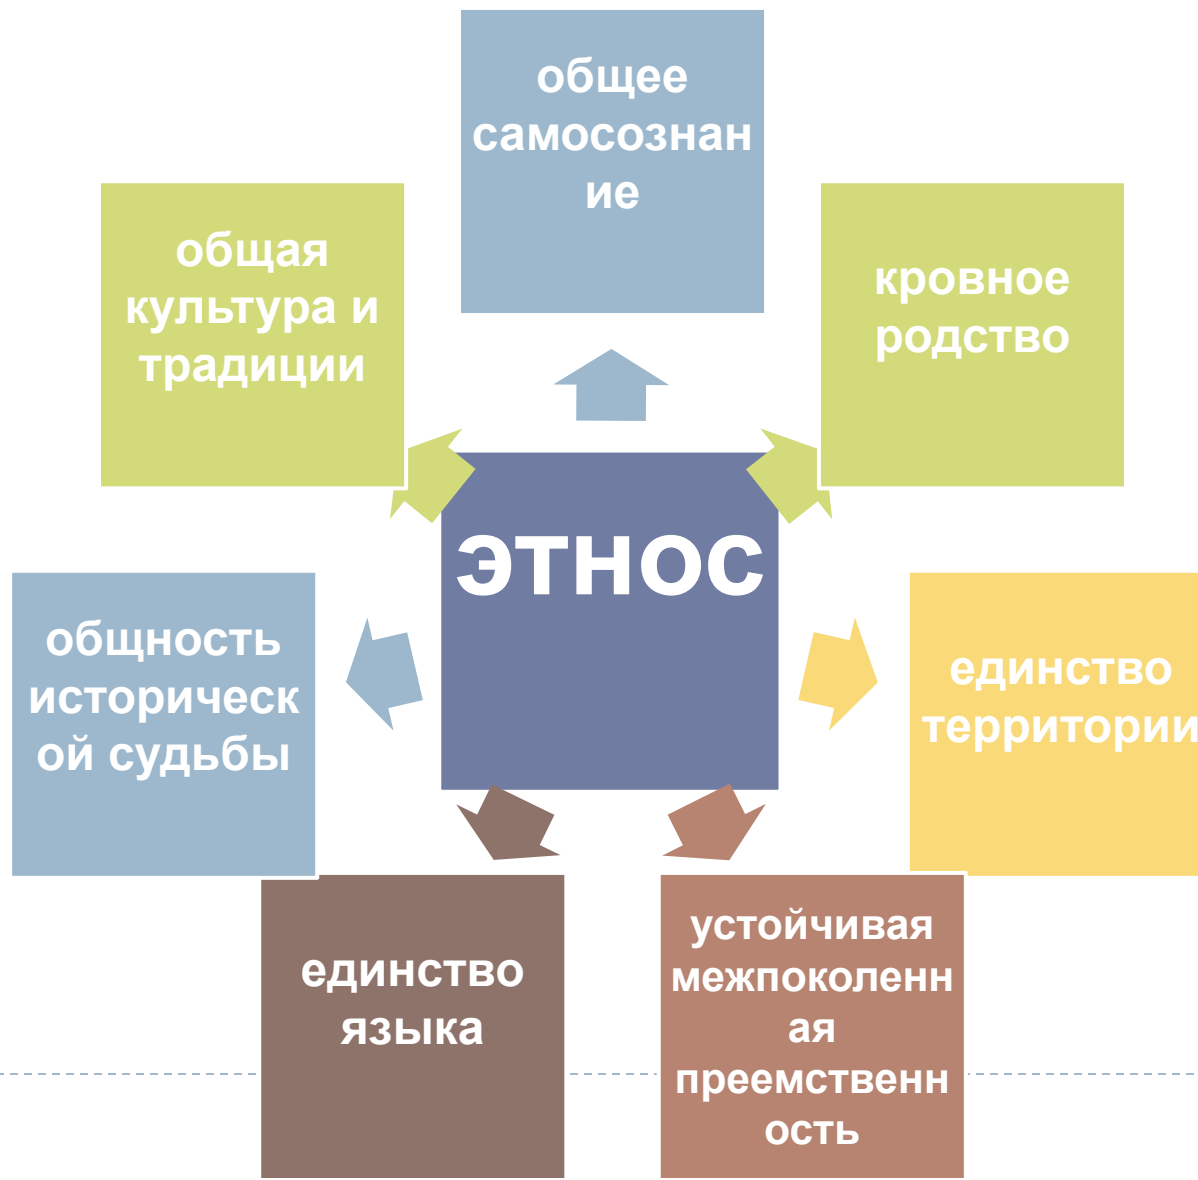 общее
самосознан
ие
общая
культура и
традиции
кровное
родство
этнос
общность
историческ
ой судьбы
единство
территории
единство
языка
устойчивая
межпоколенн
ая
преемственн
ость